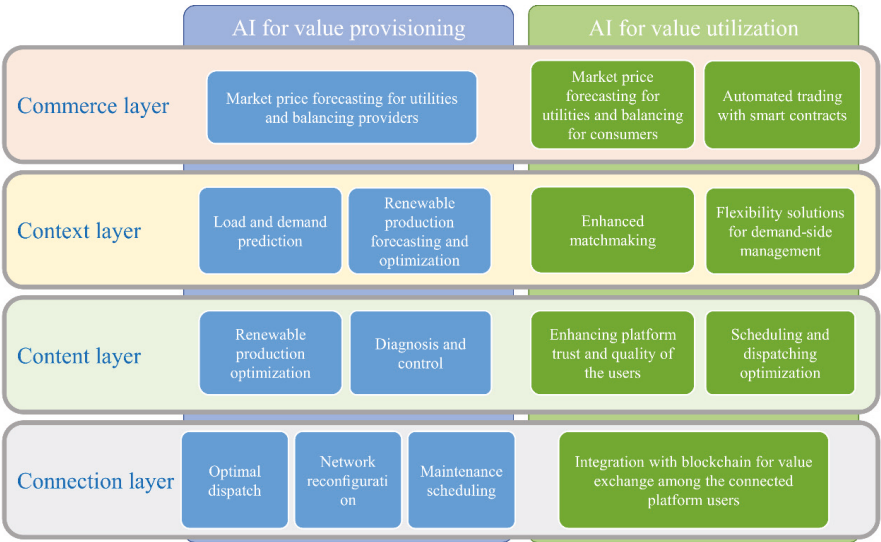 AI for value provisioning
AI for value utilization
Commerce layer
Market price forecasting for utilities
and balancing providers
Market price
forecasting for
utilities and balancing
for consumers
Automated trading
with smart contracts
Context layer
Load and demand
prediction
Renewable
production
forecasting and
optimization
Enhanced
matchmaking
Flexibility solutions
for demand-side
management
Content layer
Renewable
production
optimization
Diagnosis and
control
Enhancing platform
trust and quality of
the users
Scheduling and
dispatching
optimization
Connection layer
Optimal
dispatch
Network
reconfigurati
on
Maintenance
scheduling
Integration with blockchain for value
exchange among the connected
platform users